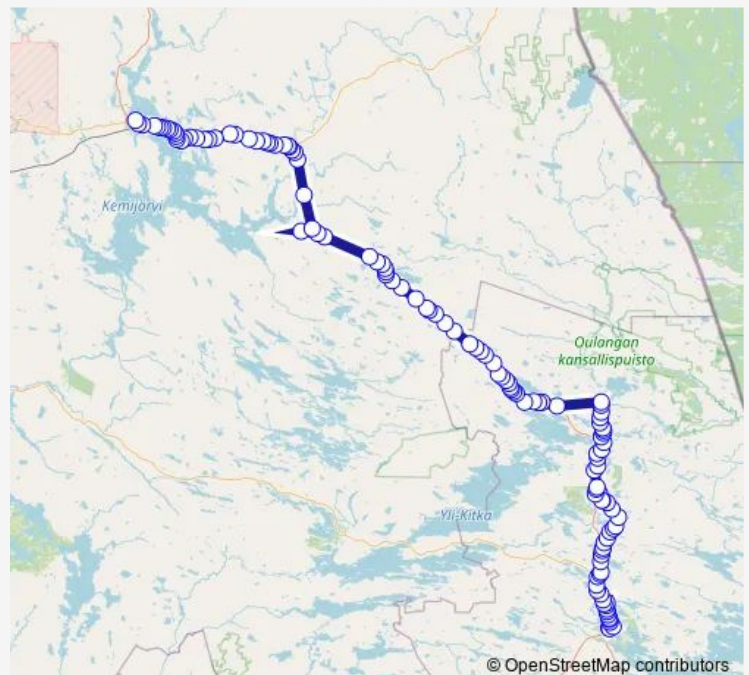 Kemijärvi
Oulangan
kansallispuisto
Yli-Kitka
© OpenStreetMap contributors